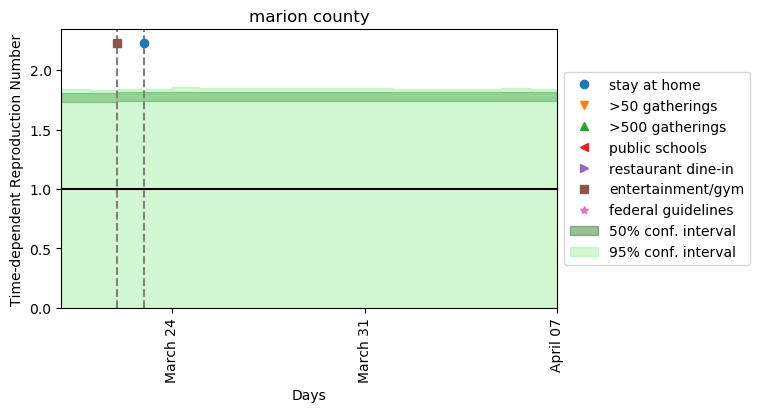 marion county
Time-dependent Reproduction Number
2.0
1.5
1.0
0.5
0.0
March 24
March 31
April 07
Days
stay at home
>50 gatherings
>500 gatherings
public schools
restaurant dine-in
entertainment/gym
federal guidelines
50% conf. interval
95% conf. interval